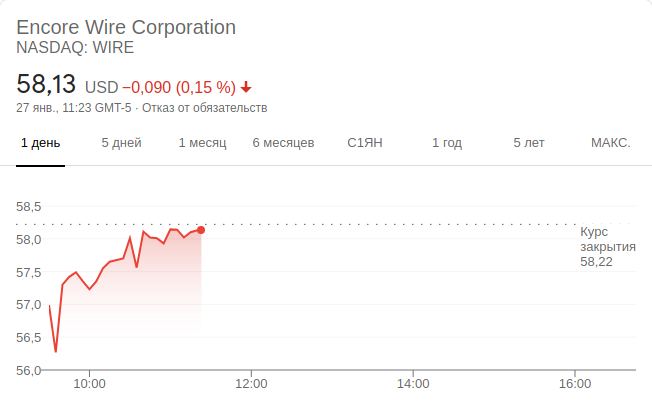 Encore Wire Corporation
NASDAQ: WIRE
58,13 USD −0,090 (0,15 %)
27 янв., 11:23 GMT-5 · Отказ от обязательств
1 день 5 дней 1 месяц 6 месяцев С1ЯН 1 год 5 лет МАКС.
58,5
58,0
57,5
57,0
56,5
56,0
Курс
закрытия
58,22
10:00 12:00 14:00 16:00